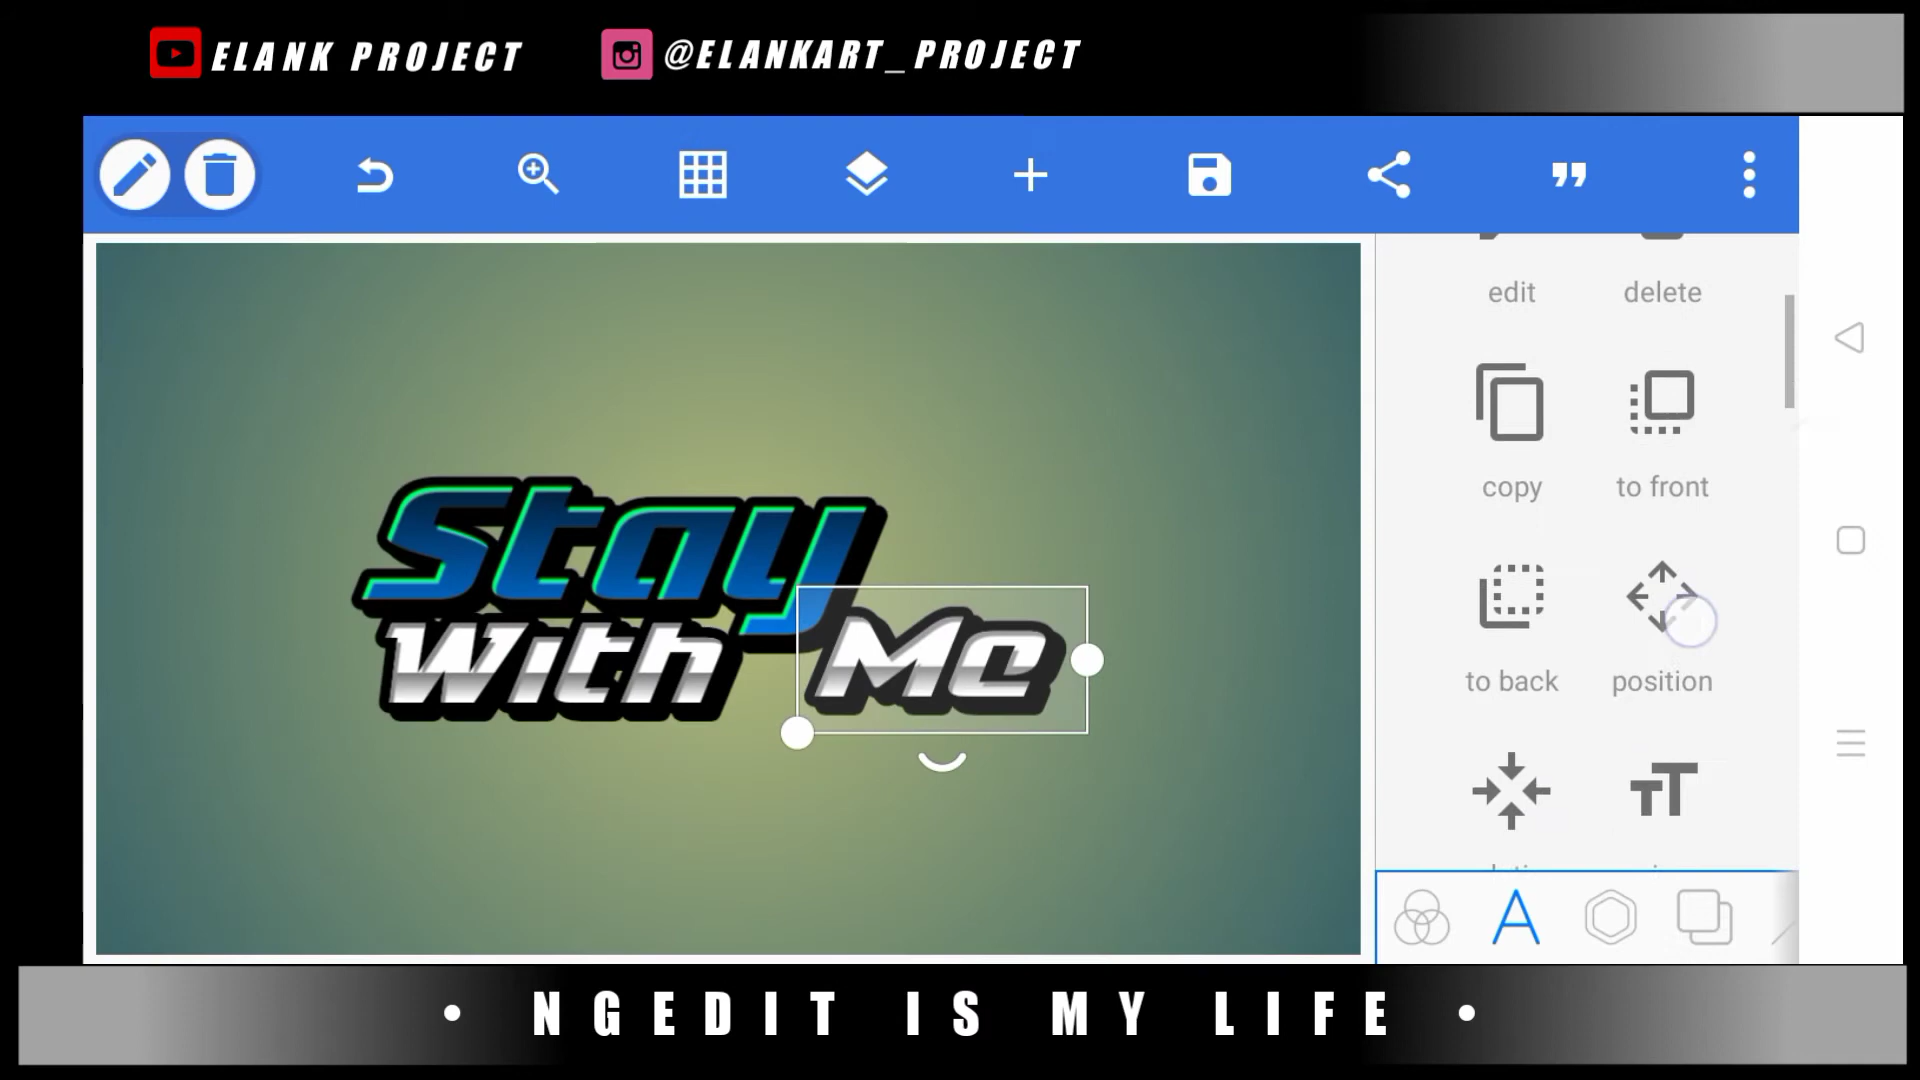 ELANK PROJECT
@ELANKART_PROJECT
edit
delete
copy
to front
to back
position
Stay
With Me
• NGEDIT IS MY LIFE •